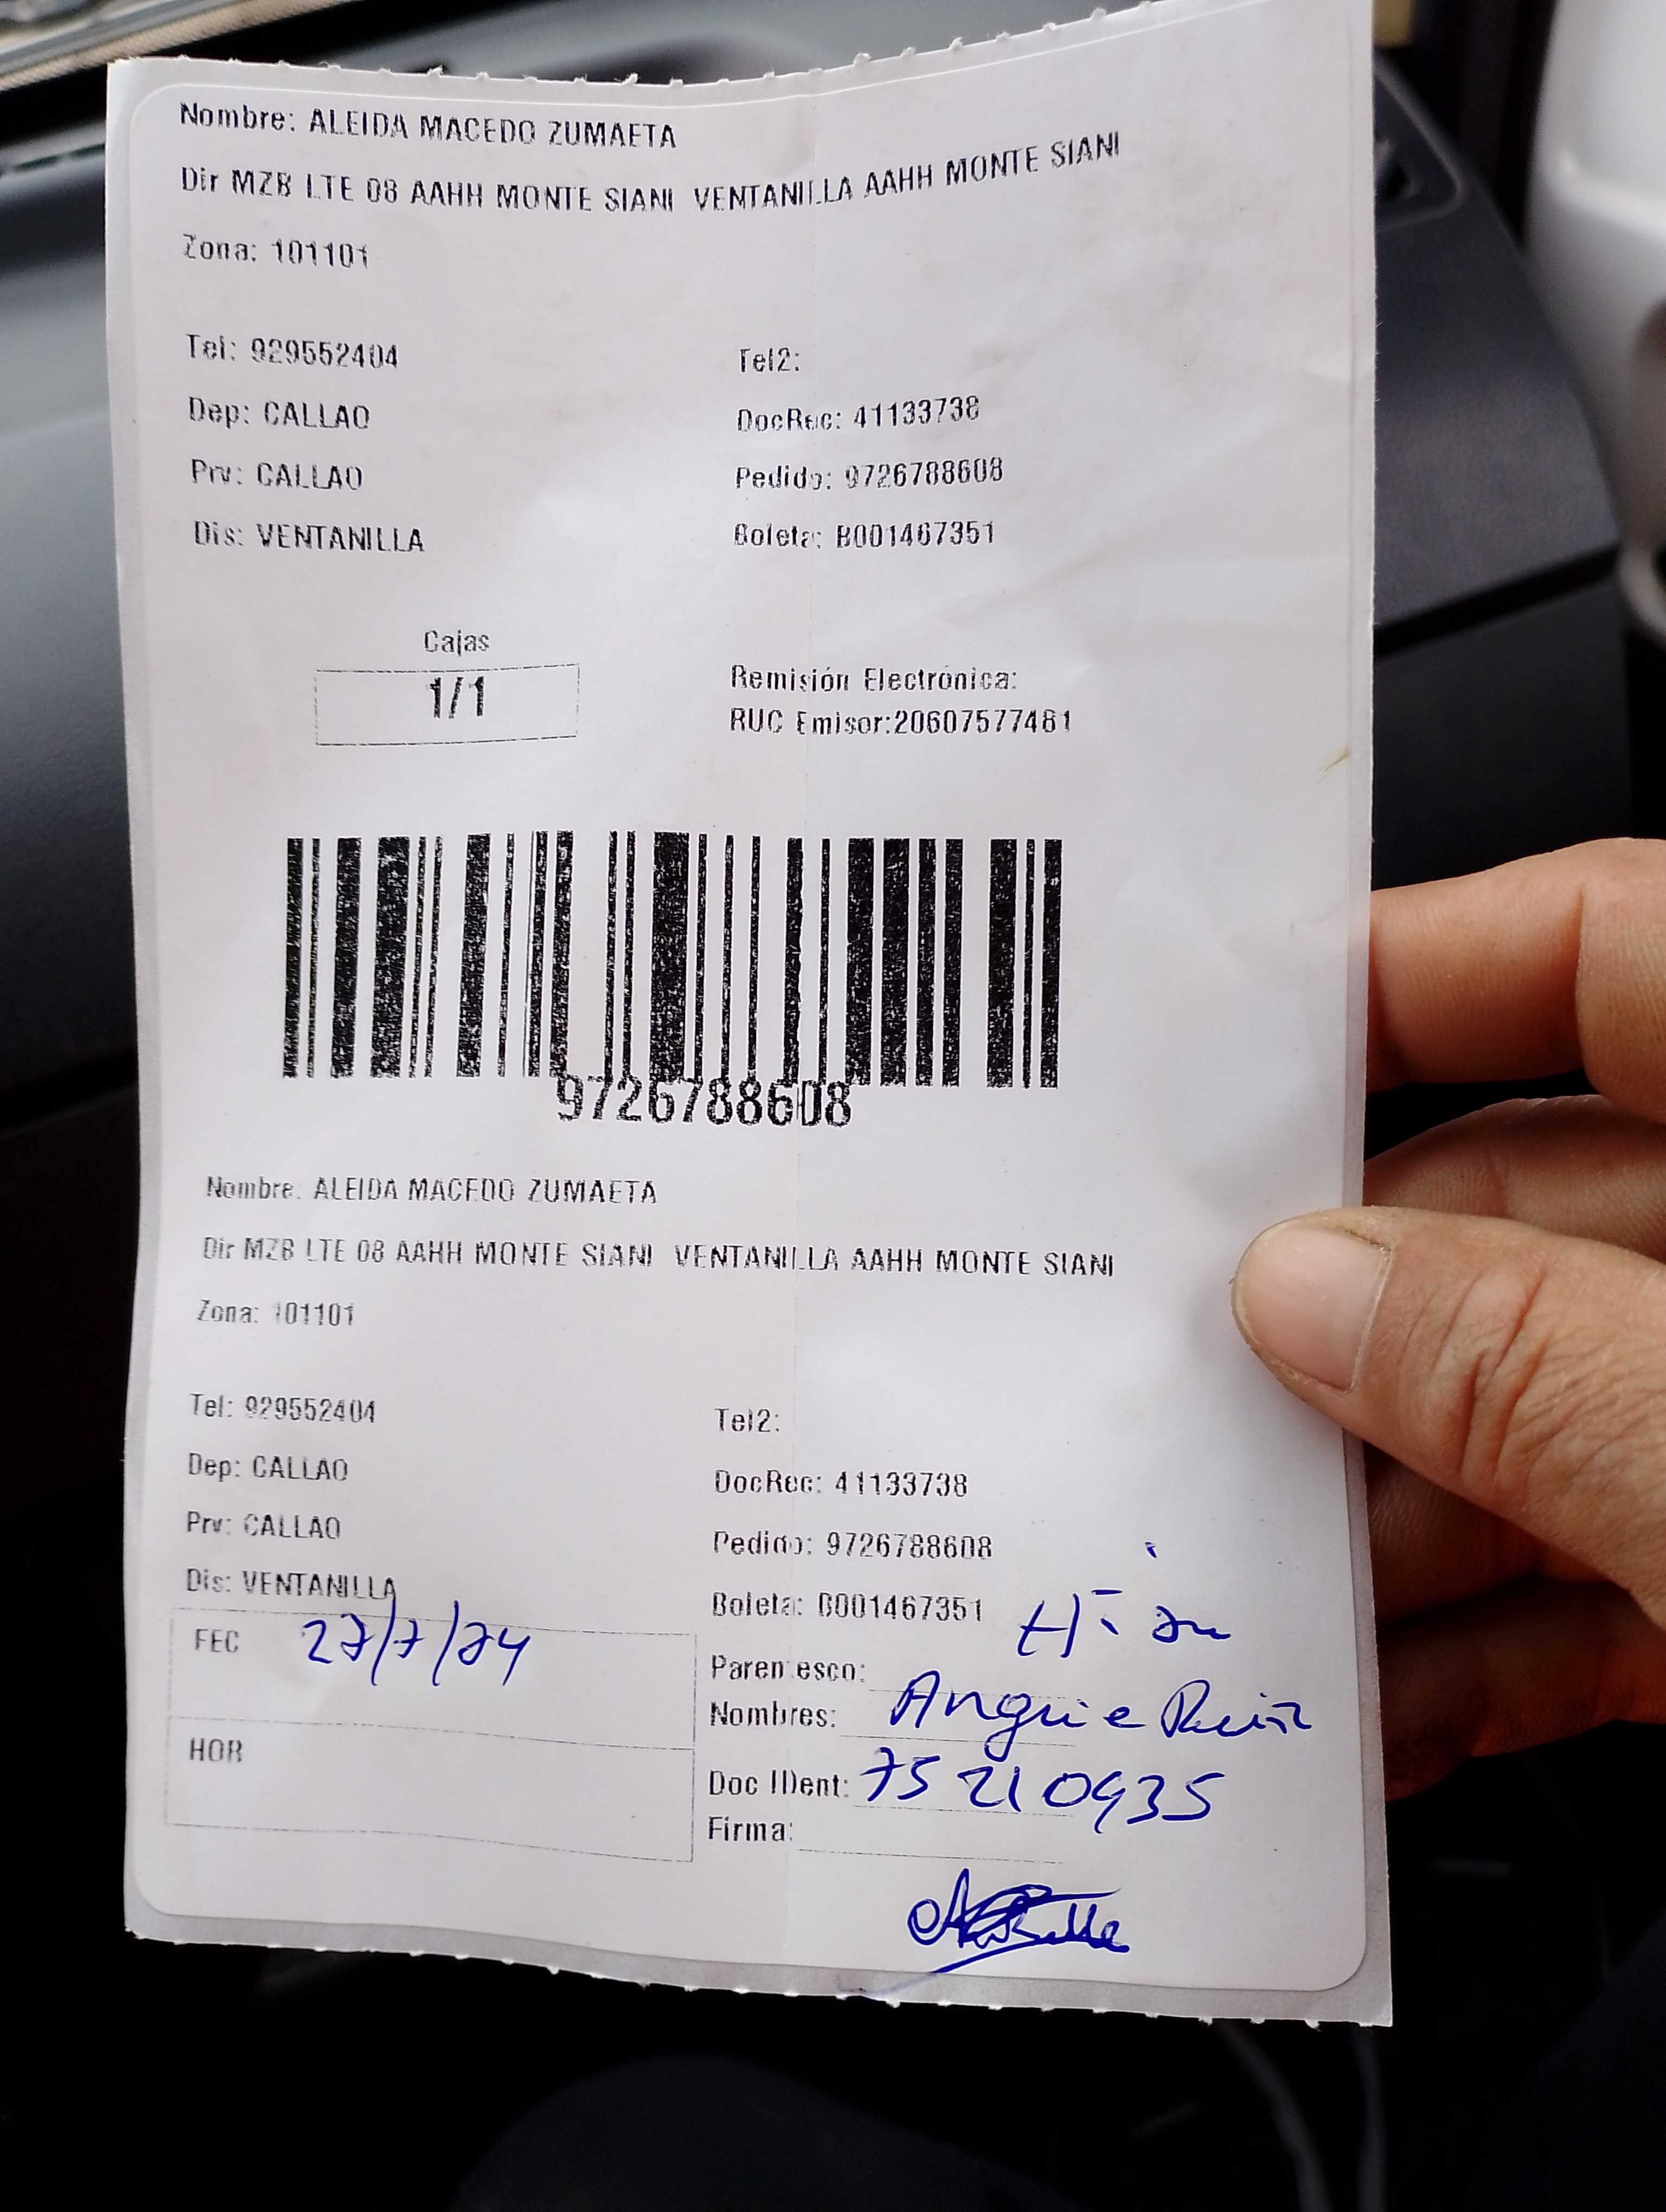 Nombre: ALEIDA MACEDO ZUMAETA
Dir MZB LTE 08 AAHH MONTE SIANI VENTANILLA AAHH MONTE SIANI
Zona: 101101
Tel: 929552404 Tel2:
Dep: CALLAO DocRec: 41133738
Prv: CALLAO Pedido: 9726788608
Dis: VENTANILLA Boleta: B001467351
Cajas
1/1
Remisión Electrónica:
RUC Emisor:20607577481
9726788608
Nombre: ALEIDA MACEDO ZUMAETA
Dir MZB LTE 08 AAHH MONTE SIANI VENTANILLA AAHH MONTE SIANI
Zona: 101101
Tel: 929552404 Tel2:
Dep: CALLAO DocRec: 41133738
Prv: CALLAO Pedido: 9726788608
Dis: VENTANILLA Boleta: B001467351
FEC 27/7/24
Parentesco:
Nombres: Angie Ruiz
HOR
Doc IDent: 75210935
Firma: